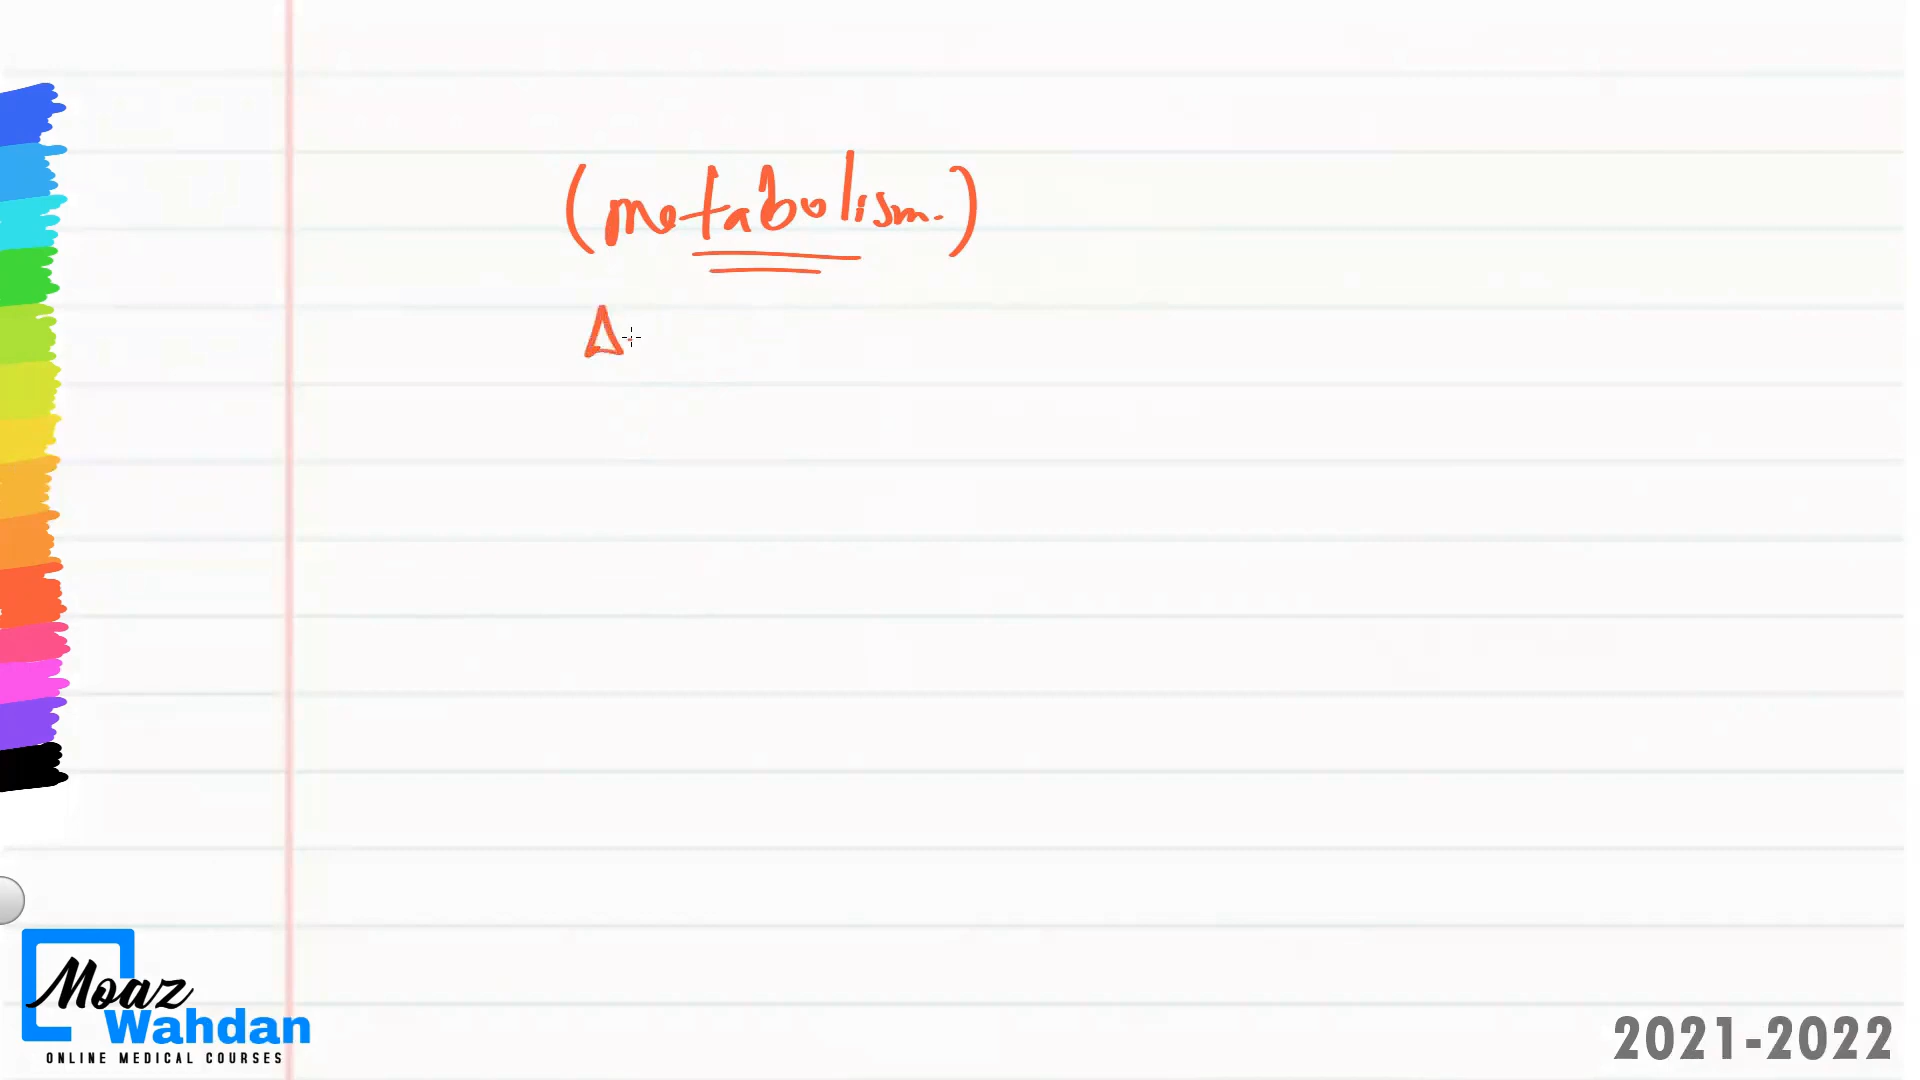 (metabolism.)
Δ
Moaz
Wahdan
ONLINE MEDICAL COURSES
2021-2022